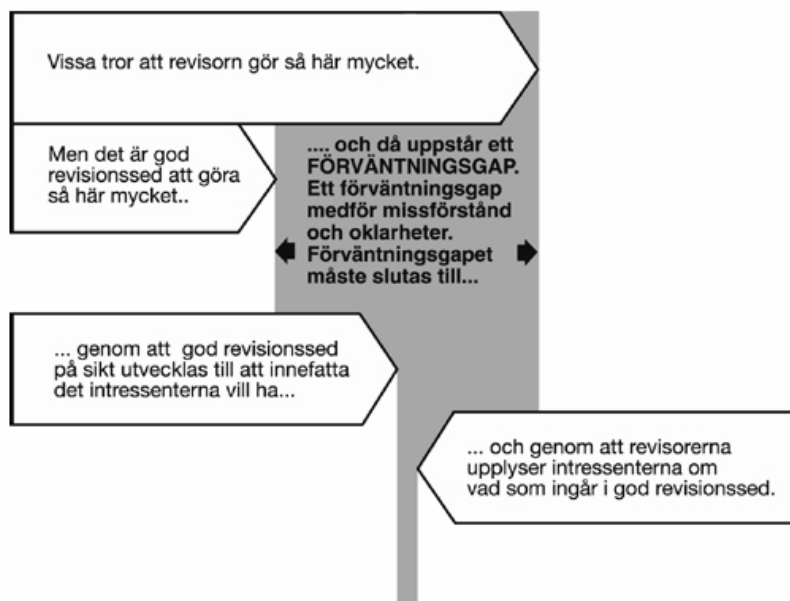 Vissa tror att revisorn gör så här mycket.
Men det är god
revisionssed att göra
så här mycket..
.... och då uppstår ett
FÖRVÄNTNINGSGAP.
Ett förväntningsgap
medför missförstånd
och oklarheter.
Förväntningsgapet
måste slutas till...
... genom att god revisionssed
på sikt utvecklas till att innefatta
det intressenterna vill ha...
... och genom att revisorerna
upplyser intressenterna om
vad som ingår i god revisionssed.